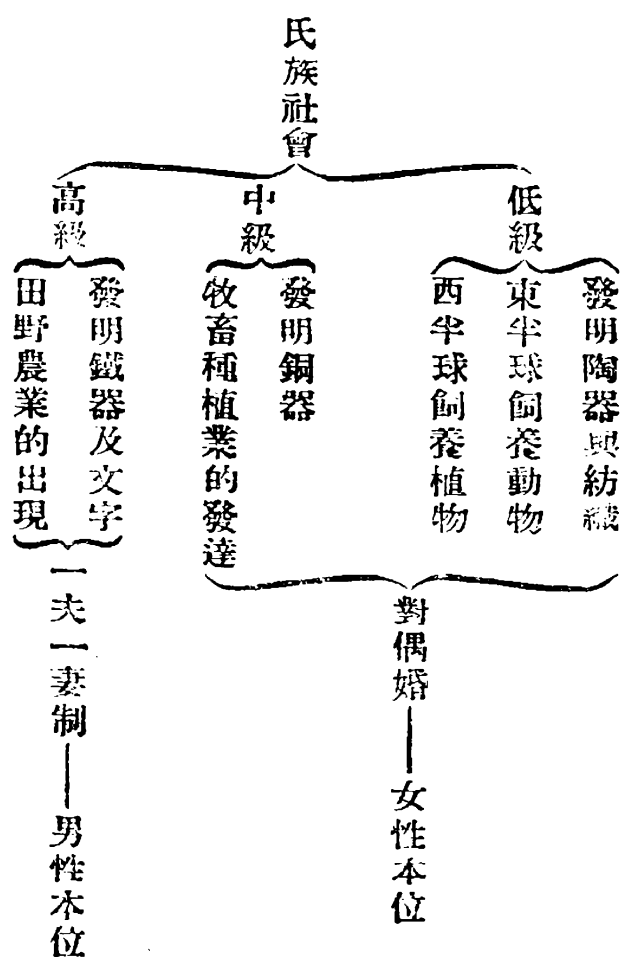 氏族社會
低級
發明陶器與紡織
東半球飼養動物
西半球飼養植物
中級
發明銅器
牧畜種植業的發達
對偶婚——女性本位
高級
發明鐵器及文字
田野農業的出現
一夫一妻制——男性本位